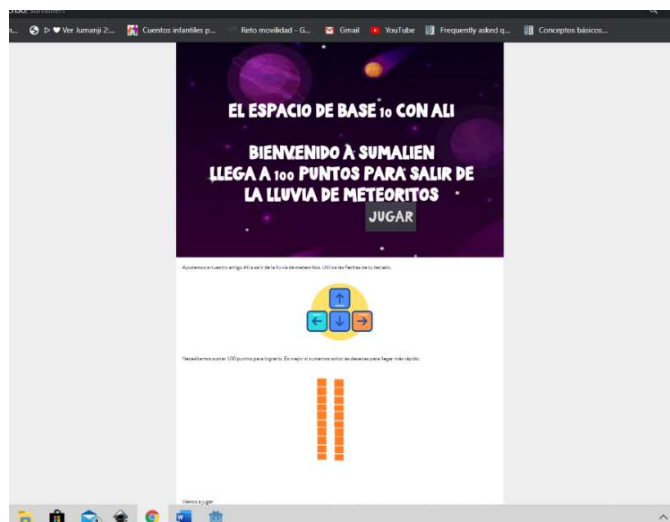 /sumalien
Ver Jumanji 2:...
Cuentos infantiles p...
Reto movilidad - G...
Gmail
YouTube
Frequently asked q...
Conceptos básicos...
EL ESPACIO DE BASE 10 CON ALI
BIENVENIDO A SUMALIEN
LLEGA A 100 PUNTOS PARA SALIR DE
LA LLUVIA DE METEORITOS
JUGAR
Ayudemos a nuestro amigo Ali a salir de la lluvia de meteoritos. Utiliza las flechas de tu teclado.
Necesitamos sumar 100 puntos para lograrlo. Es mejor si sumamos estas las decenas para llegar más rápido.
Vamos a jugar